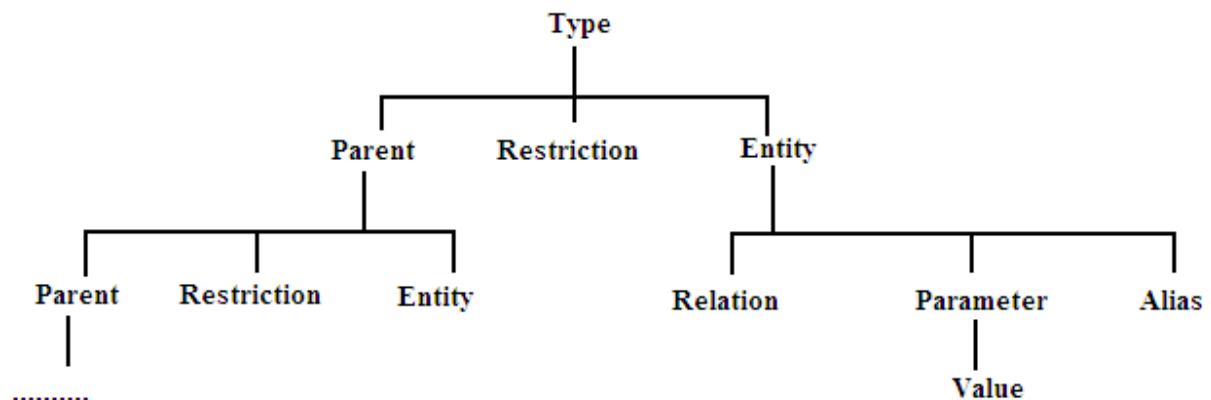 Type
Parent Restriction Entity
Parent Restriction Entity Relation Parameter Alias
Value
..........